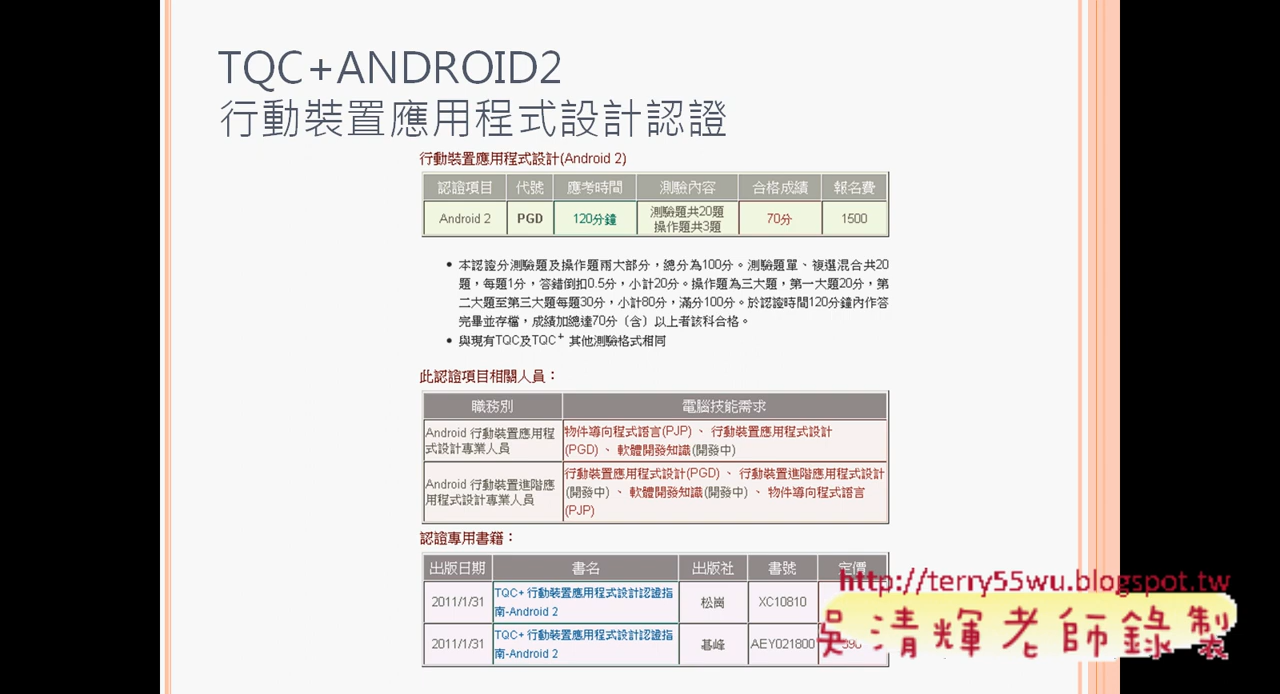 TQC+ANDROID2
行動裝置應用程式設計認證
行動裝置應用程式設計(Android 2)
認證項目 代號 應考時間 測驗內容 合格成績 報名費
Android 2 PGD 120分鐘 測驗題共20題 操作題共3題 70分 1500
• 本認證分測驗題及操作題兩大部分，總分為100分。測驗題單、複選混合共20
題，每題1分，答錯倒扣0.5分，小計20分。操作題為三大題，第一大題20分，第
二大題至第三大題每題30分，小計80分，滿分100分。於認證時間120分鐘內作答
完畢並存檔，成績加總達70分〔含〕以上者該科合格。
• 與現有TQC及TQC+ 其他測驗格式相同
此認證項目相關人員：
職務別 電腦技能需求
Android 行動裝置應用程
式設計專業人員
物件導向程式語言(PJP) 、 行動裝置應用程式設計
(PGD) 、 軟體開發知識(開發中)
Android 行動裝置進階應
用程式設計專業人員
行動裝置應用程式設計(PGD) 、 行動裝置進階應用程式設計
(開發中) 、 軟體開發知識(開發中) 、 物件導向程式語言
(PJP)
認證專用書籍：
出版日期 書名 出版社 書號 定價
2011/1/31 TQC+ 行動裝置應用程式設計認證指
南-Android 2 松崗 XC10810
2011/1/31 TQC+ 行動裝置應用程式設計認證指
南-Android 2 碁峰 AEY021800
http://terry55wu.blogspot.tw
吳清輝老師錄製